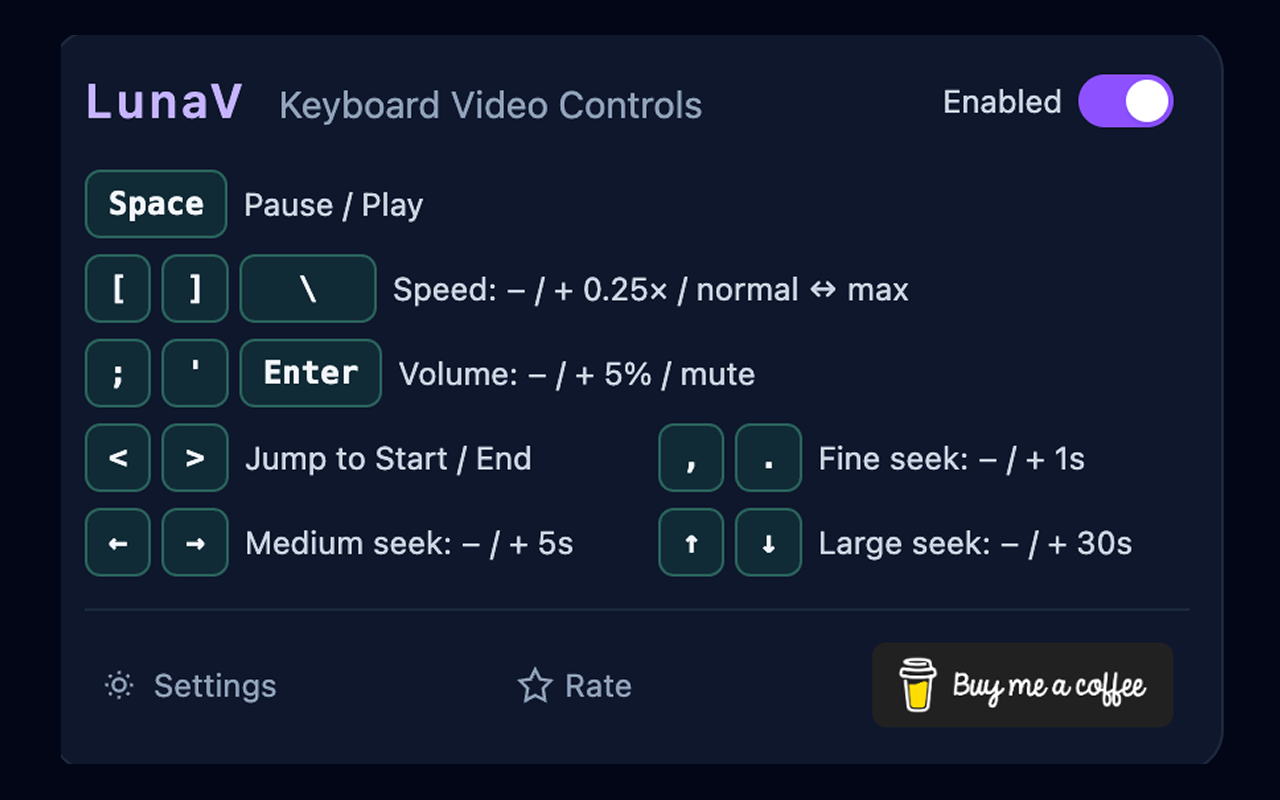 LunaV Keyboard Video Controls Enabled
Space Pause / Play
[ ] \ Speed: – / + 0.25× / normal ↔ max
; ' Enter Volume: – / + 5% / mute
< > Jump to Start / End , . Fine seek: – / + 1s
← → Medium seek: – / + 5s ↑ ↓ Large seek: – / + 30s
Settings Rate Buy me a coffee